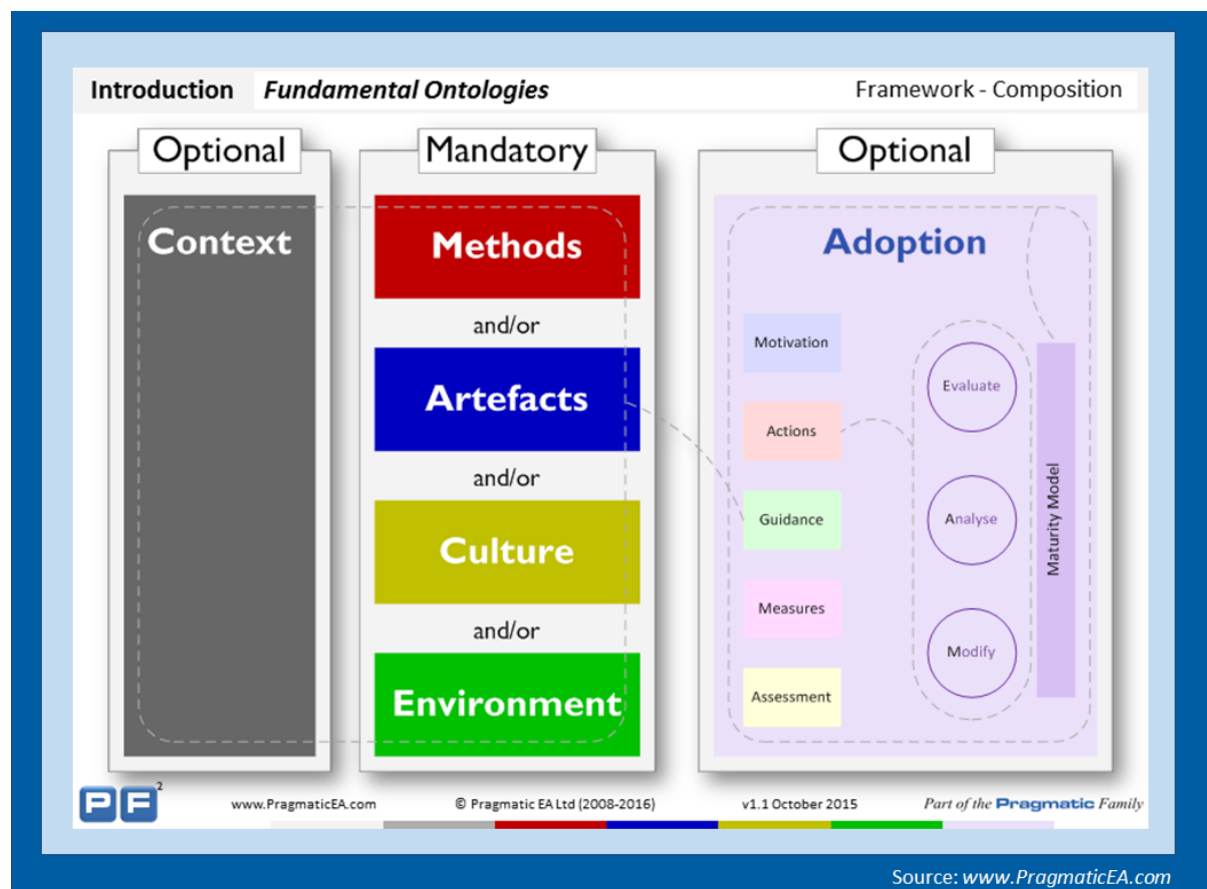 Introduction Fundamental Ontologies Framework - Composition
Optional
Context
Mandatory
Methods
and/or
Artefacts
and/or
Culture
and/or
Environment
Optional
Adoption
Motivation
Actions
Guidance
Measures
Assessment
Evaluate
Analyse
Modify
Maturity Model
PF2
www.PragmaticEA.com © Pragmatic EA Ltd (2008-2016) v1.1 October 2015 Part of the Pragmatic Family
Source: www.PragmaticEA.com